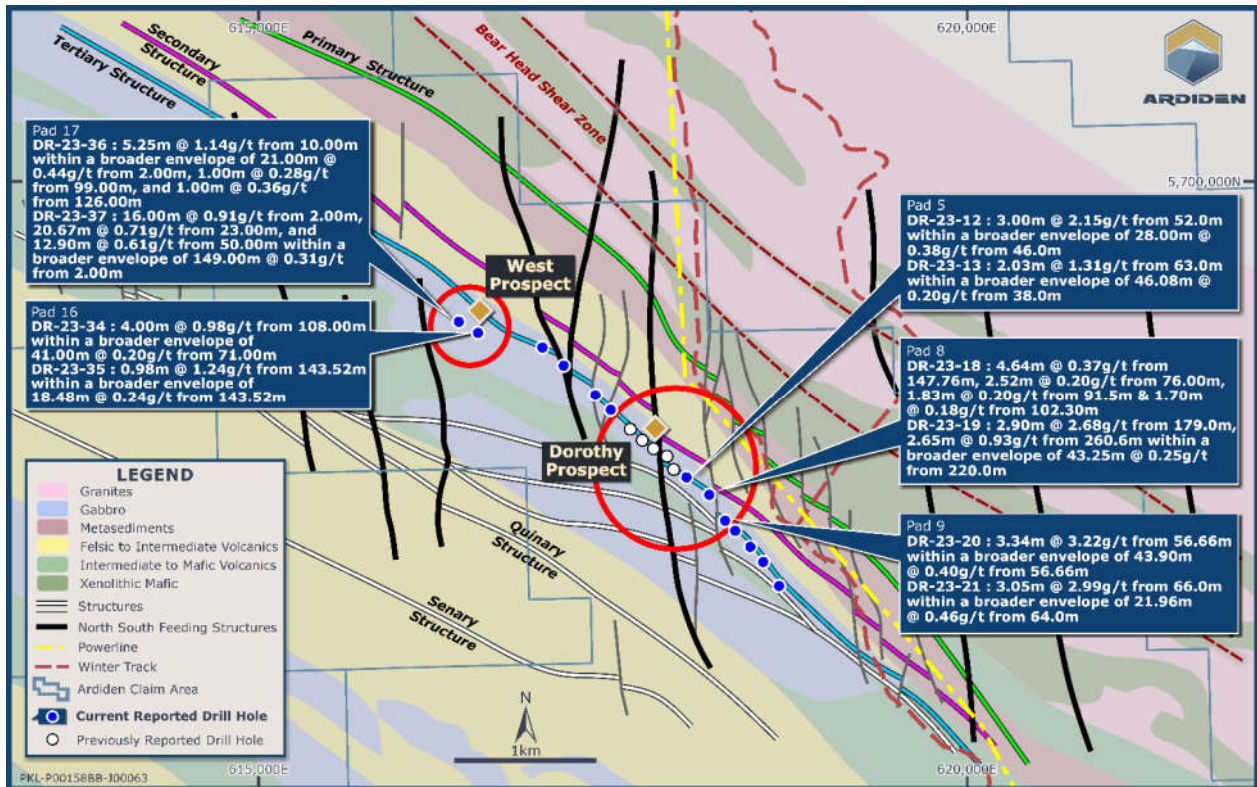 615,000E
620,000E
ARDIDEN
Secondary
Structure
Tertiary Structure
Primary Structure
Bear Head Shear Zone
Pad 17
DR-23-36 : 5.25m @ 1.14g/t from 10.00m
within a broader envelope of 21.00m @
0.44g/t from 2.00m, 1.00m @ 0.28g/t
from 99.00m, and 1.00m @ 0.36g/t
from 126.00m
DR-23-37 : 16.00m @ 0.91g/t from 2.00m,
20.67m @ 0.71g/t from 23.00m, and
12.90m @ 0.61g/t from 50.00m within a
broader envelope of 149.00m @ 0.31g/t
from 2.00m
5,700,000N
Pad 5
DR-23-12 : 3.00m @ 2.15g/t from 52.0m
within a broader envelope of 28.00m @
0.38g/t from 46.0m
DR-23-13 : 2.03m @ 1.31g/t from 63.0m
within a broader envelope of 46.08m @
0.20g/t from 38.0m
West
Prospect
Pad 16
DR-23-34 : 4.00m @ 0.98g/t from 108.00m
within a broader envelope of
41.00m @ 0.20g/t from 71.00m
DR-23-35 : 0.98m @ 1.24g/t from 143.52m
within a broader envelope of
18.48m @ 0.24g/t from 143.52m
Pad 8
DR-23-18 : 4.64m @ 0.37g/t from
147.76m, 2.52m @ 0.20g/t from 76.00m,
1.83m @ 0.20g/t from 91.5m & 1.70m
@ 0.18g/t from 102.30m
DR-23-19 : 2.90m @ 2.68g/t from 179.0m,
2.65m @ 0.93g/t from 260.6m within a
broader envelope of 43.25m @ 0.25g/t
from 220.0m
Dorothy
Prospect
Pad 9
DR-23-20 : 3.34m @ 3.22g/t from 56.66m
within a broader envelope of 43.90m
@ 0.40g/t from 56.66m
DR-23-21 : 3.05m @ 2.99g/t from 66.0m
within a broader envelope of 21.96m
@ 0.46g/t from 64.0m
Quinary
Structure
Senary
Structure
LEGEND
Granites
Gabbro
Metasediments
Felsic to Intermediate Volcanics
Intermediate to Mafic Volcanics
Xenolithic Mafic
Structures
North South Feeding Structures
Powerline
Winter Track
Ardiden Claim Area
Current Reported Drill Hole
Previously Reported Drill Hole
N
1km
PKL-P00158BB-J00063
615,000E
620,000E